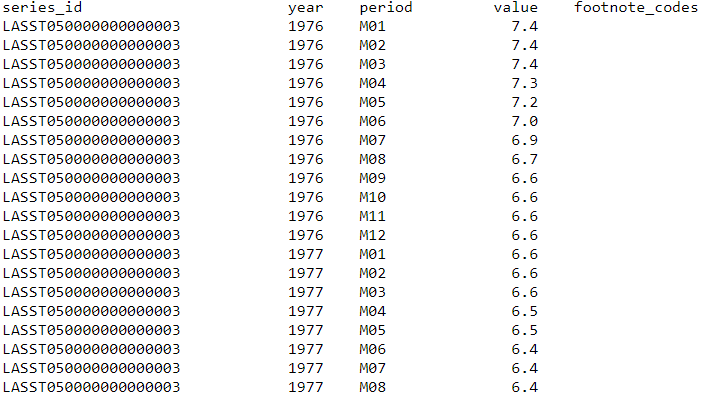 series_id year period value footnote_codes
LASST050000000000003 1976 M01 7.4
LASST050000000000003 1976 M02 7.4
LASST050000000000003 1976 M03 7.4
LASST050000000000003 1976 M04 7.3
LASST050000000000003 1976 M05 7.2
LASST050000000000003 1976 M06 7.0
LASST050000000000003 1976 M07 6.9
LASST050000000000003 1976 M08 6.7
LASST050000000000003 1976 M09 6.6
LASST050000000000003 1976 M10 6.6
LASST050000000000003 1976 M11 6.6
LASST050000000000003 1976 M12 6.6
LASST050000000000003 1977 M01 6.6
LASST050000000000003 1977 M02 6.6
LASST050000000000003 1977 M03 6.6
LASST050000000000003 1977 M04 6.5
LASST050000000000003 1977 M05 6.5
LASST050000000000003 1977 M06 6.4
LASST050000000000003 1977 M07 6.4
LASST050000000000003 1977 M08 6.4